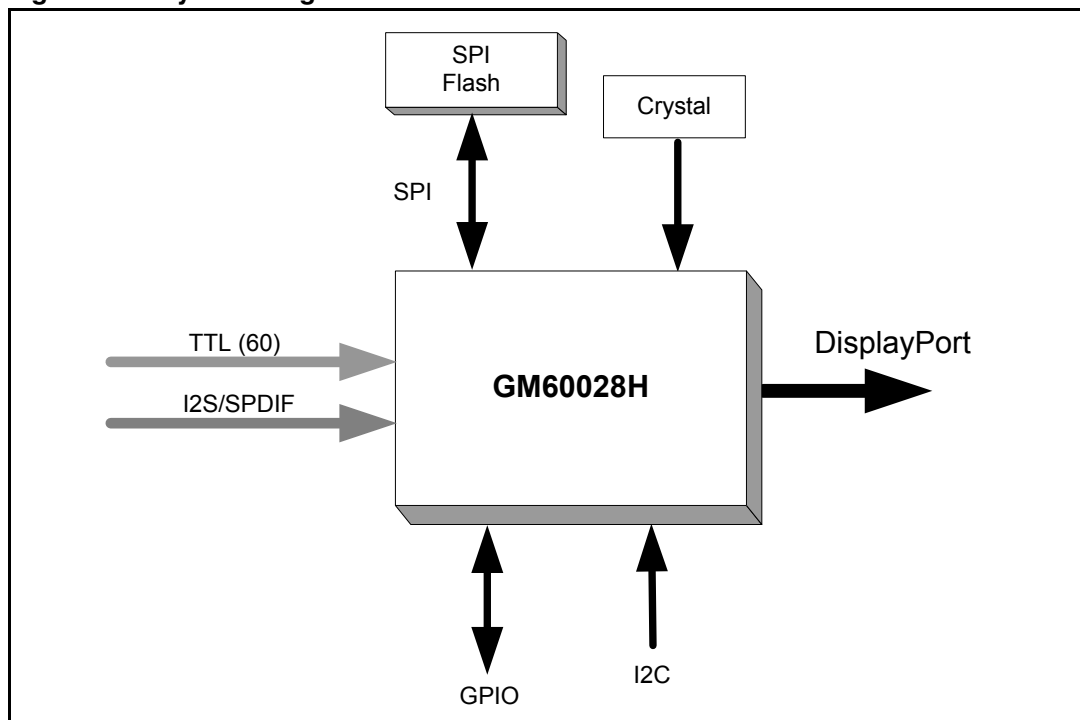 SPI
Flash
Crystal
SPI
TTL (60)
I2S/SPDIF
GM60028H
DisplayPort
GPIO
I2C